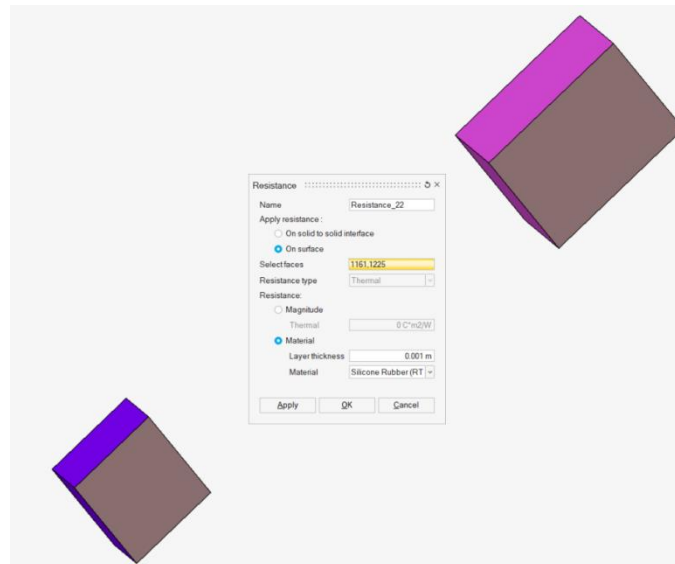 Resistance
Name Resistance_22
Apply resistance :
On solid to solid interface
On surface
Select faces 1161,1225
Resistance type Thermal
Resistance:
Magnitude
Thermal 0 C*m2/W
Material
Layer thickness 0.001 m
Material Silicone Rubber (RT
Apply OK Cancel